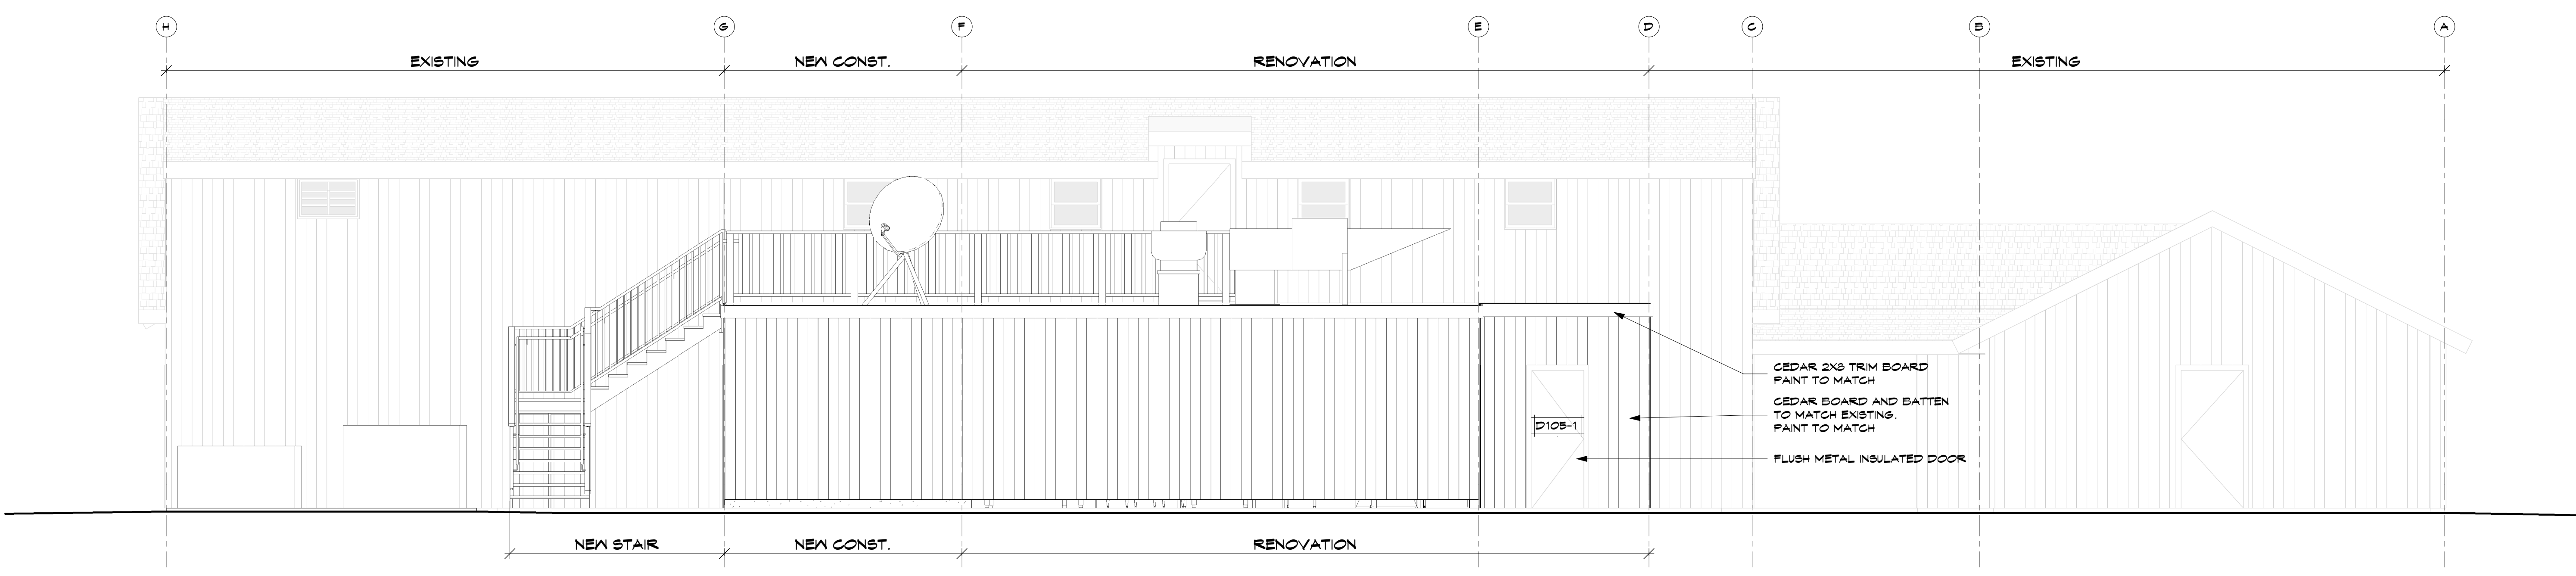 H G F E D C B A
EXISTING NEW CONST. RENOVATION EXISTING
CEDAR 2X8 TRIM BOARD
PAINT TO MATCH
CEDAR BOARD AND BATTEN
TO MATCH EXISTING.
PAINT TO MATCH
D105-1
FLUSH METAL INSULATED DOOR
NEW STAIR NEW CONST. RENOVATION